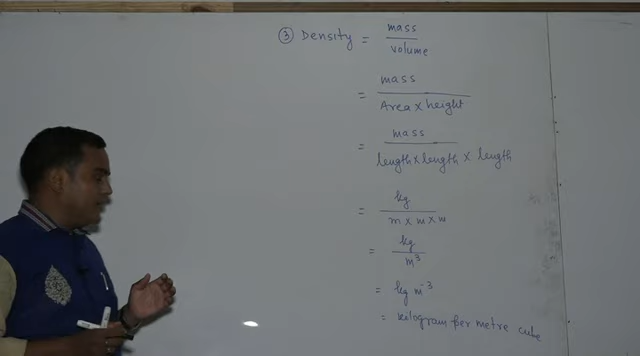 ③ Density = mass / volume
= mass / Area × height
= mass / length × length × length
= kg / m × m × m
= kg / m³
= kg m⁻³
= kilogram per metre cube